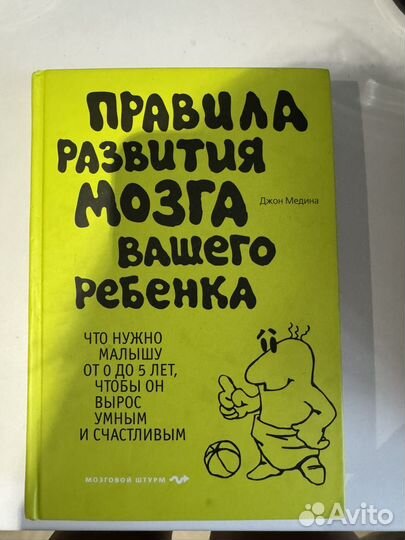 ПРАВИЛА
РАЗВИТИЯ
МОЗГА
Джон Медина
ВАШЕГО
РЕБЕНКА
ЧТО НУЖНО
МАЛЫШУ
ОТ 0 ДО 5 ЛЕТ,
ЧТОБЫ ОН
ВЫРОС
УМНЫМ
И СЧАСТЛИВЫМ
МОЗГОВОЙ ШТУРМ
Avito